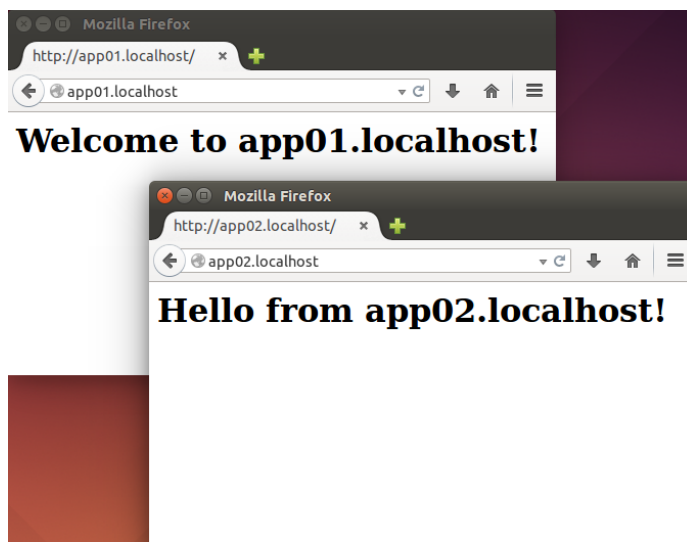 Mozilla Firefox
http://app01.localhost/
app01.localhost
Welcome to app01.localhost!
Mozilla Firefox
http://app02.localhost/
app02.localhost
Hello from app02.localhost!